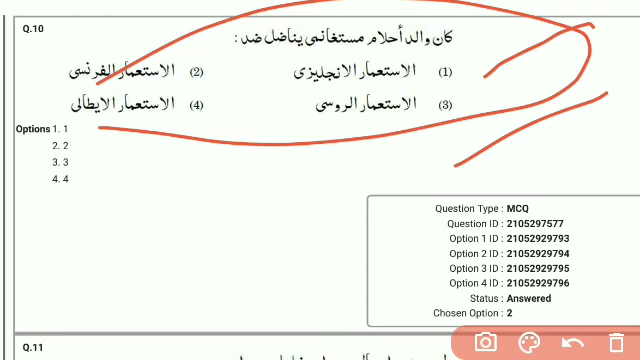 Q.10
كان والد أحلام مستغانمي يناضل ضد :
(1) الاستعمار الانجليزى (2) الاستعمار الفرنسى
(3) الاستعمار الروسى (4) الاستعمار الايطالى
Options 1. 1
2. 2
3. 3
4. 4
Question Type : MCQ
Question ID : 2105297577
Option 1 ID : 21052929793
Option 2 ID : 21052929794
Option 3 ID : 21052929795
Option 4 ID : 21052929796
Status : Answered
Chosen Option : 2
Q.11